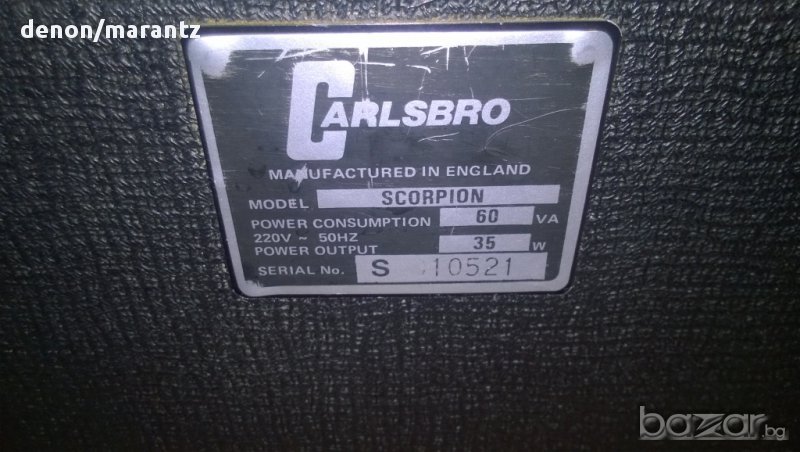 denon/marantz
CARLSBRO
MANUFACTURED IN ENGLAND
MODEL SCORPION
POWER CONSUMPTION 60 VA
220V ~ 50HZ
POWER OUTPUT 35 W
SERIAL No. S 10521
bazar.bg